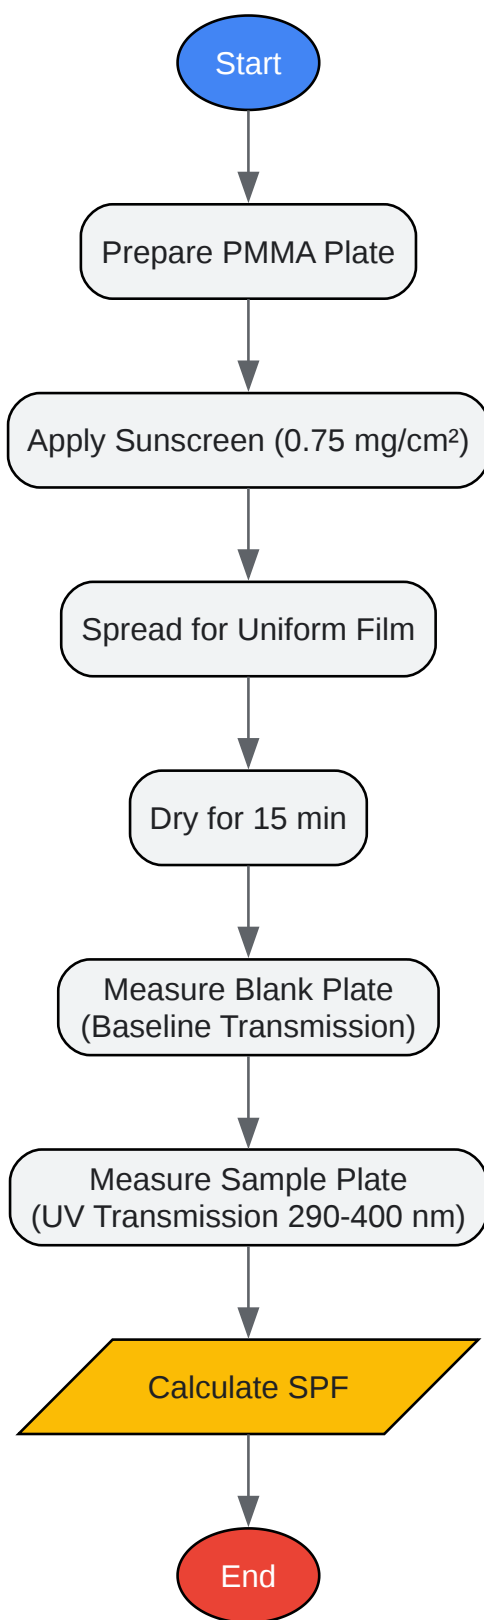 Start
Prepare PMMA Plate
Apply Sunscreen (0.75 mg/cm²)
Spread for Uniform Film
Dry for 15 min
Measure Blank Plate
(Baseline Transmission)
Measure Sample Plate
(UV Transmission 290-400 nm)
Calculate SPF
End